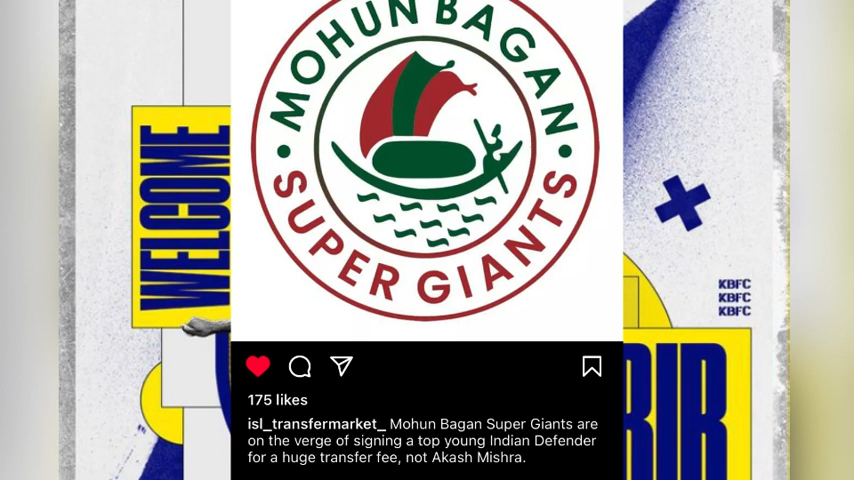 MOHUN BAGAN
SUPER GIANTS
WELCOME
KBFC
KBFC
KBFC
175 likes
isl_transfermarket_ Mohun Bagan Super Giants are
on the verge of signing a top young Indian Defender
for a huge transfer fee, not Akash Mishra.